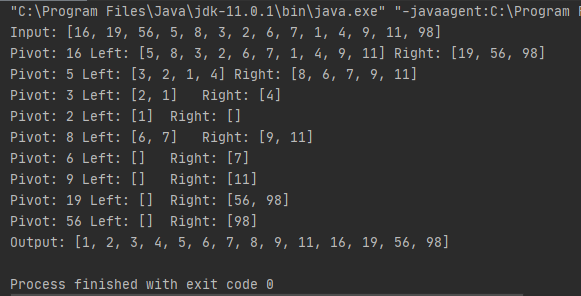 "C:\Program Files\Java\jdk-11.0.1\bin\java.exe" "-javaagent:C:\Program
Input: [16, 19, 56, 5, 8, 3, 2, 6, 7, 1, 4, 9, 11, 98]
Pivot: 16 Left: [5, 8, 3, 2, 6, 7, 1, 4, 9, 11] Right: [19, 56, 98]
Pivot: 5 Left: [3, 2, 1, 4] Right: [8, 6, 7, 9, 11]
Pivot: 3 Left: [2, 1]   Right: [4]
Pivot: 2 Left: [1]  Right: []
Pivot: 8 Left: [6, 7]   Right: [9, 11]
Pivot: 6 Left: []   Right: [7]
Pivot: 9 Left: []   Right: [11]
Pivot: 19 Left: []  Right: [56, 98]
Pivot: 56 Left: []  Right: [98]
Output: [1, 2, 3, 4, 5, 6, 7, 8, 9, 11, 16, 19, 56, 98]
Process finished with exit code 0